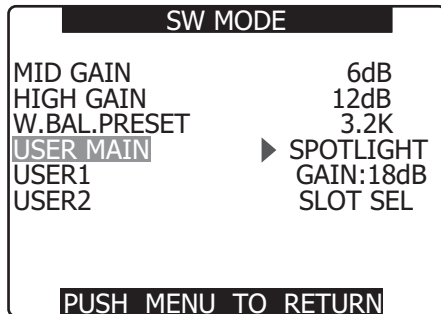 SW MODE
MID GAIN 6dB
HIGH GAIN 12dB
W.BAL.PRESET 3.2K
USER MAIN ▶ SPOTLIGHT
USER1 GAIN:18dB
USER2 SLOT SEL
PUSH MENU TO RETURN